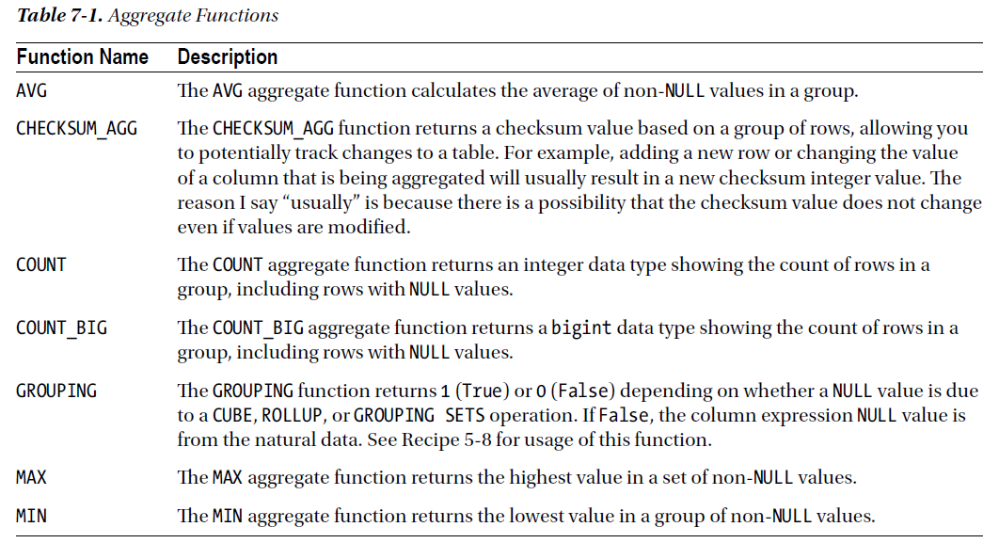 Table 7-1. Aggregate Functions
Function Name Description
AVG The AVG aggregate function calculates the average of non-NULL values in a group.
CHECKSUM_AGG The CHECKSUM_AGG function returns a checksum value based on a group of rows, allowing you
to potentially track changes to a table. For example, adding a new row or changing the value
of a column that is being aggregated will usually result in a new checksum integer value. The
reason I say “usually” is because there is a possibility that the checksum value does not change
even if values are modified.
COUNT The COUNT aggregate function returns an integer data type showing the count of rows in a
group, including rows with NULL values.
COUNT_BIG The COUNT_BIG aggregate function returns a bigint data type showing the count of rows in a
group, including rows with NULL values.
GROUPING The GROUPING function returns 1 (True) or 0 (False) depending on whether a NULL value is due
to a CUBE, ROLLUP, or GROUPING SETS operation. If False, the column expression NULL value is
from the natural data. See Recipe 5-8 for usage of this function.
MAX The MAX aggregate function returns the highest value in a set of non-NULL values.
MIN The MIN aggregate function returns the lowest value in a group of non-NULL values.